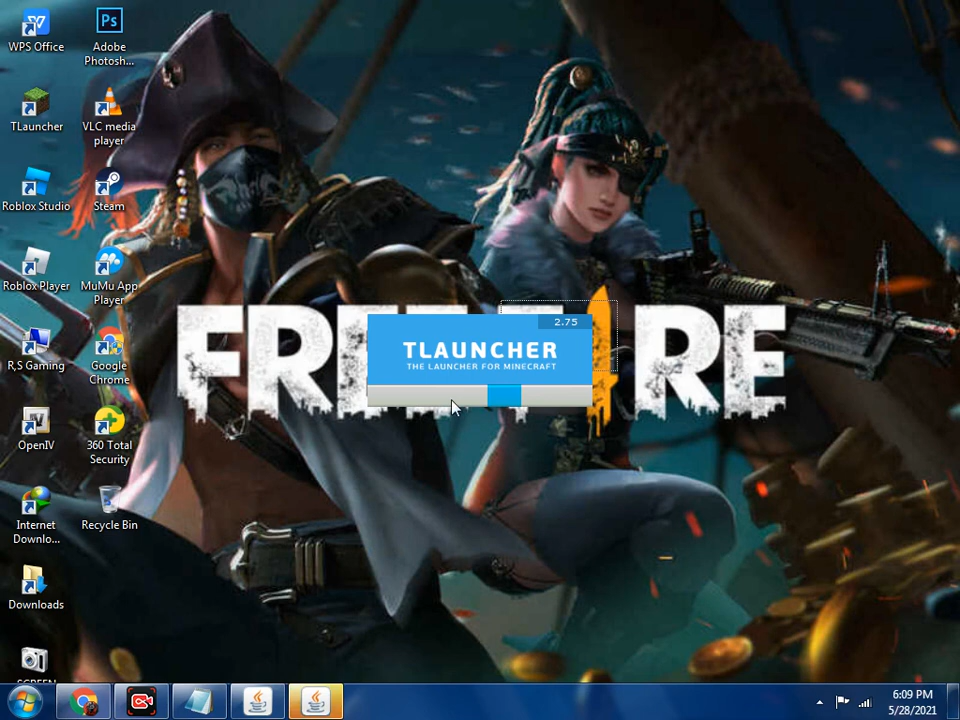 WPS Office
Adobe
Photosh...
TLauncher
VLC media
player
Roblox Studio
Steam
Roblox Player
MuMu App
Player
R,S Gaming
Google
Chrome
OpenIV
360 Total
Security
Internet
Downlo...
Recycle Bin
Downloads
Ps
FREE FIRE
2.75
TLAUNCHER
THE LAUNCHER FOR MINECRAFT
6:09 PM
5/28/2021